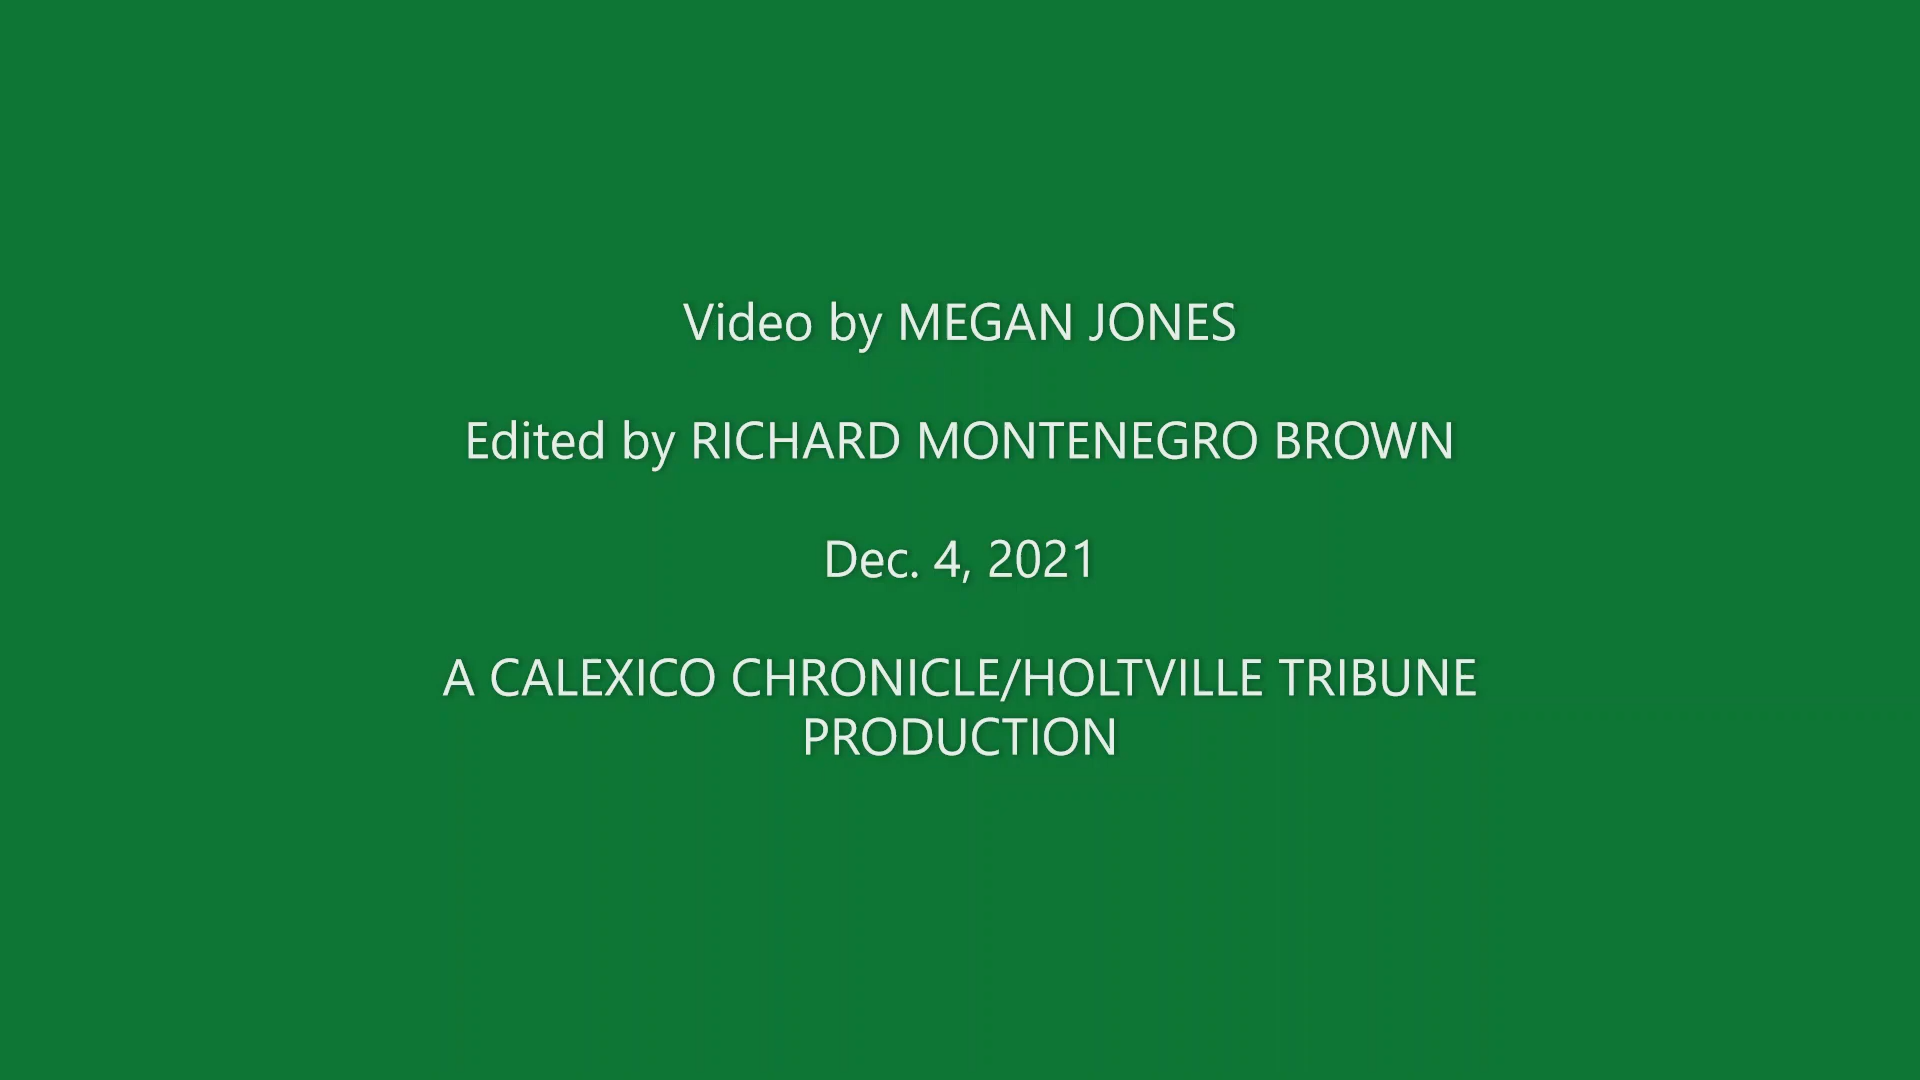 Video by MEGAN JONES
Edited by RICHARD MONTENEGRO BROWN
Dec. 4, 2021
A CALEXICO CHRONICLE/HOLTVILLE TRIBUNE
PRODUCTION